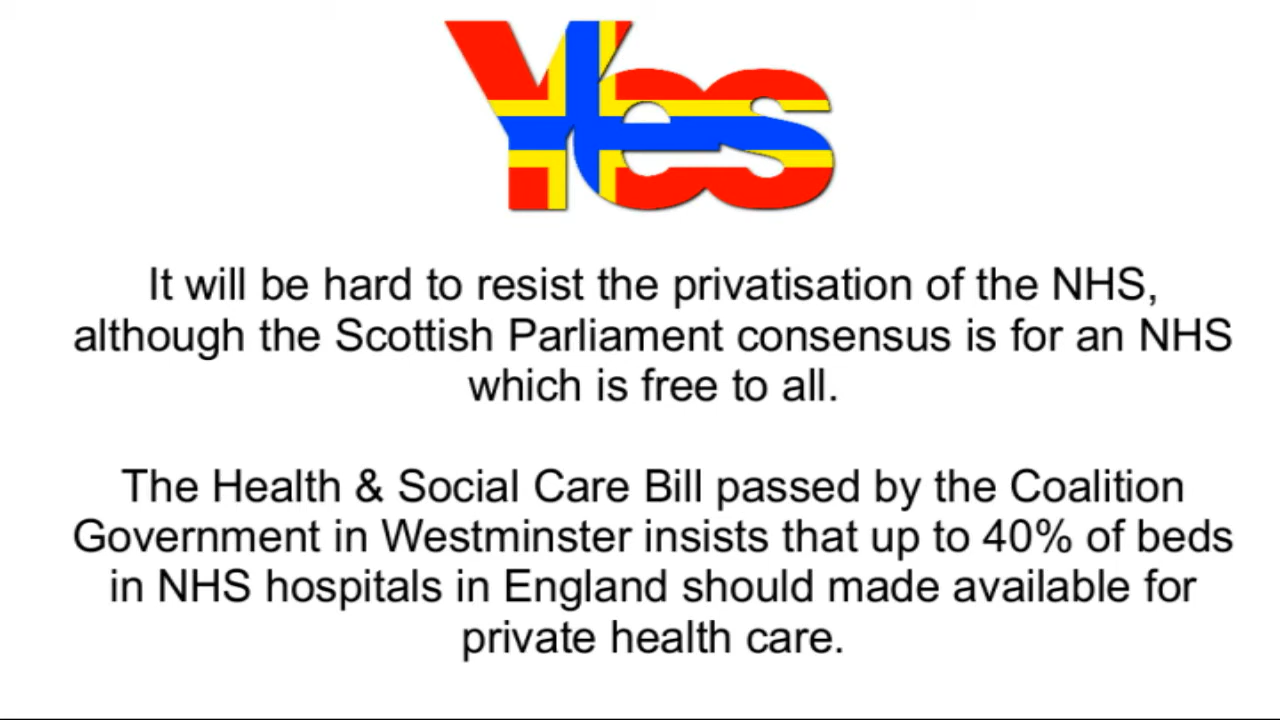 Yes
It will be hard to resist the privatisation of the NHS,
although the Scottish Parliament consensus is for an NHS
which is free to all.
The Health & Social Care Bill passed by the Coalition
Government in Westminster insists that up to 40% of beds
in NHS hospitals in England should made available for
private health care.